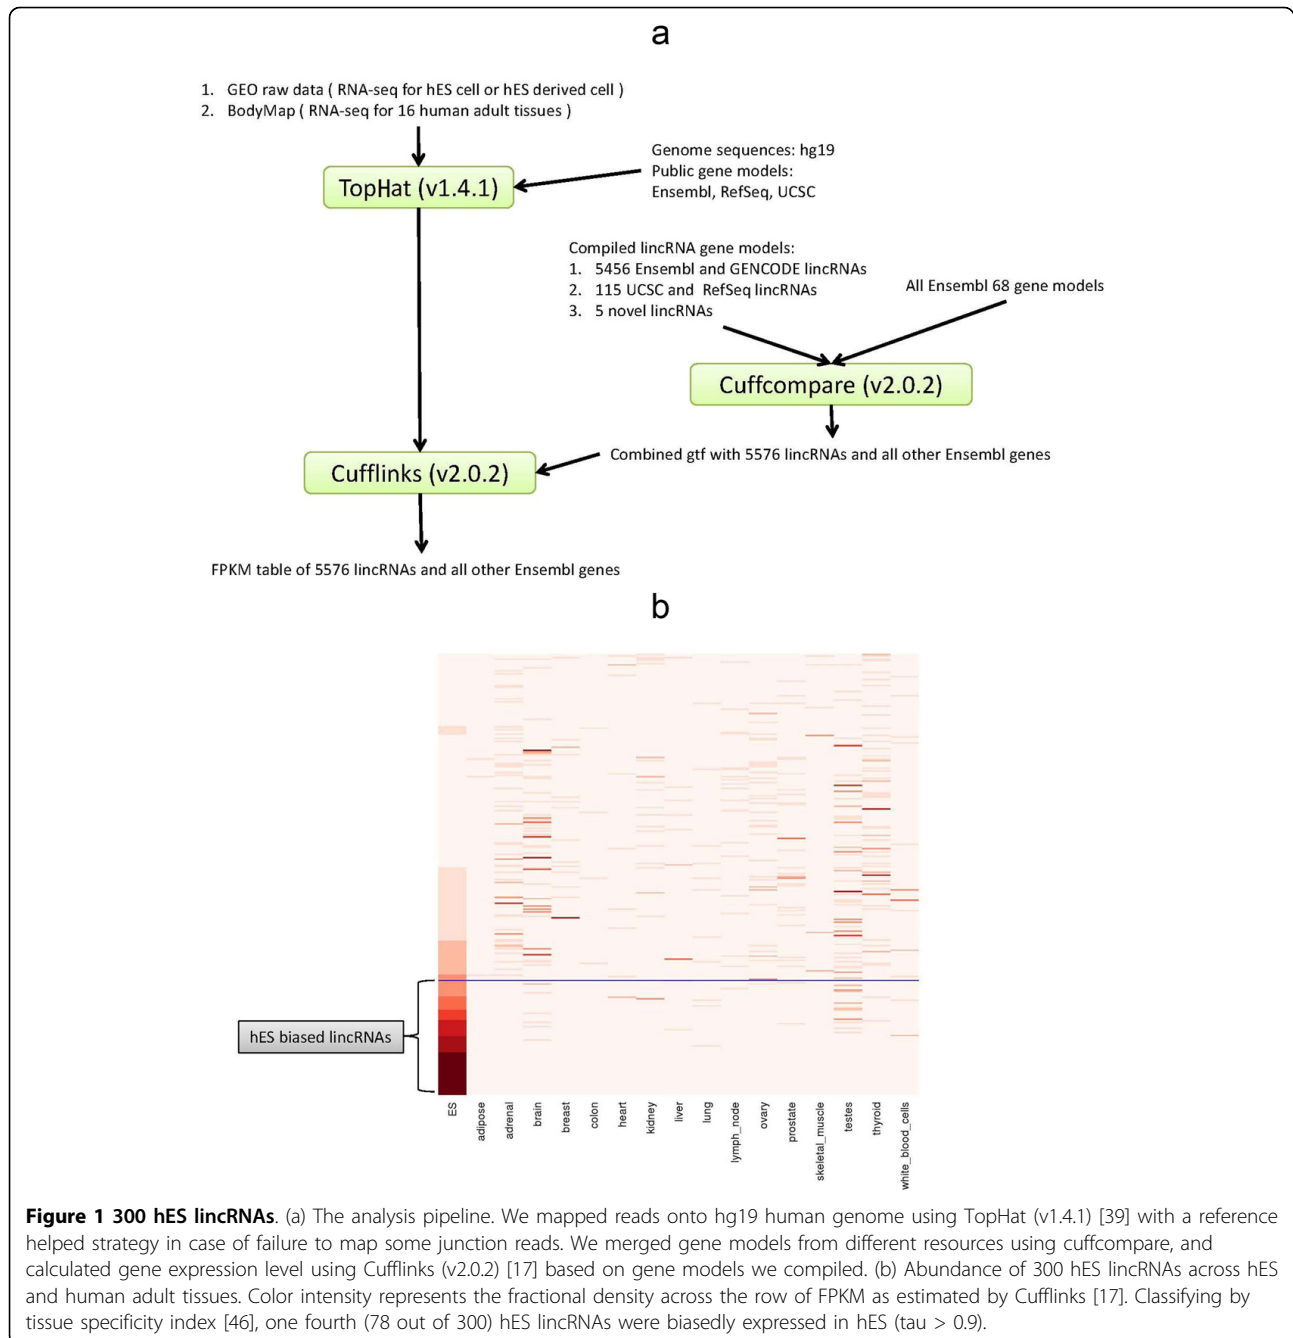 a
1. GEO raw data ( RNA-seq for hES cell or hES derived cell )
2. BodyMap ( RNA-seq for 16 human adult tissues )
Genome sequences: hg19
Public gene models:
Ensembl, RefSeq, UCSC
TopHat (v1.4.1)
Compiled lincRNA gene models:
1. 5456 Ensembl and GENCODE lincRNAs
2. 115 UCSC and RefSeq lincRNAs
3. 5 novel lincRNAs
All Ensembl 68 gene models
Cuffcompare (v2.0.2)
Combined gtf with 5576 lincRNAs and all other Ensembl genes
Cufflinks (v2.0.2)
FPKM table of 5576 lincRNAs and all other Ensembl genes
b
hES biased lincRNAs
ES
adipose
adrenal
brain
breast
colon
heart
kidney
liver
lung
lymph_node
ovary
prostate
skeletal_muscle
testes
thyroid
white_blood_cells
Figure 1 300 hES lincRNAs. (a) The analysis pipeline. We mapped reads onto hg19 human genome using TopHat (v1.4.1) [39] with a reference
helped strategy in case of failure to map some junction reads. We merged gene models from different resources using cuffcompare, and
calculated gene expression level using Cufflinks (v2.0.2) [17] based on gene models we compiled. (b) Abundance of 300 hES lincRNAs across hES
and human adult tissues. Color intensity represents the fractional density across the row of FPKM as estimated by Cufflinks [17]. Classifying by
tissue specificity index [46], one fourth (78 out of 300) hES lincRNAs were biasedly expressed in hES (tau > 0.9).